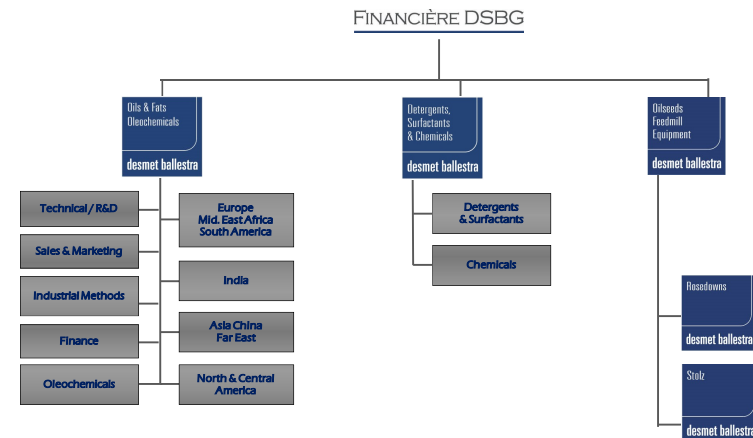 FINANCIÈRE DSBG
Oils & Fats
Oleochemicals
desmet ballestra
Detergents,
Surfactants
& Chemicals
desmet ballestra
Oilseeds
Feedmill
Equipment
desmet ballestra
Technical / R&D
Sales & Marketing
Industrial Methods
Finance
Oleochemicals
Europe
Mid. East Africa
South America
India
Asia China
Far East
North & Central
America
Detergents
& Surfactants
Chemicals
Rosedowns
desmet ballestra
Stolz
desmet ballestra